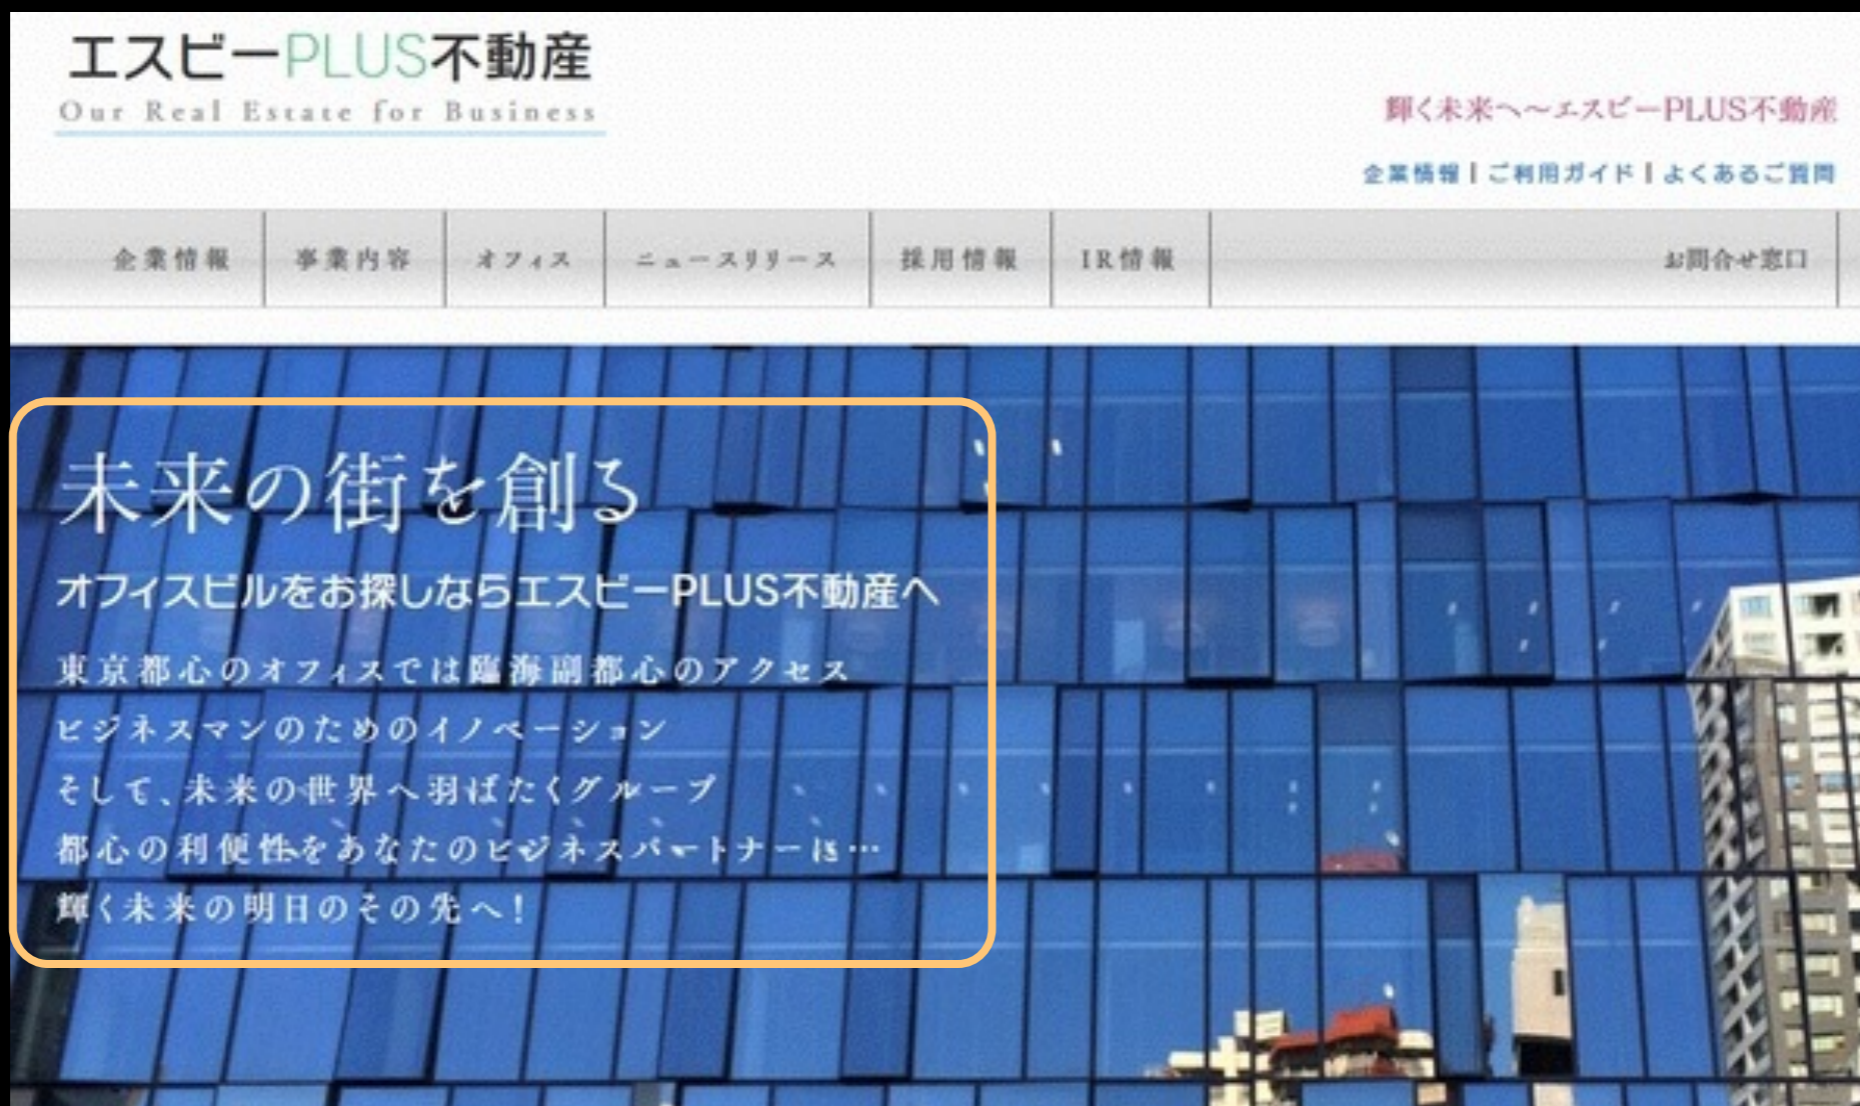 エスビーPLUS不動産
Our Real Estate for Business
輝く未来へ～エスビーPLUS不動産
企業情報 | ご利用ガイド | よくあるご質問
企業情報 事業内容 オフィス ニュースリリース 採用情報 IR情報 お問合せ窓口
未来の街を創る
オフィスビルをお探しならエスビーPLUS不動産へ
東京都心のオフィスでは臨海副都心のアクセス
ビジネスマンのためのイノベーション
そして、未来の世界へ羽ばたくグループ
都心の利便性をあなたのビジネスパートナーに…
輝く未来の明日のその先へ！